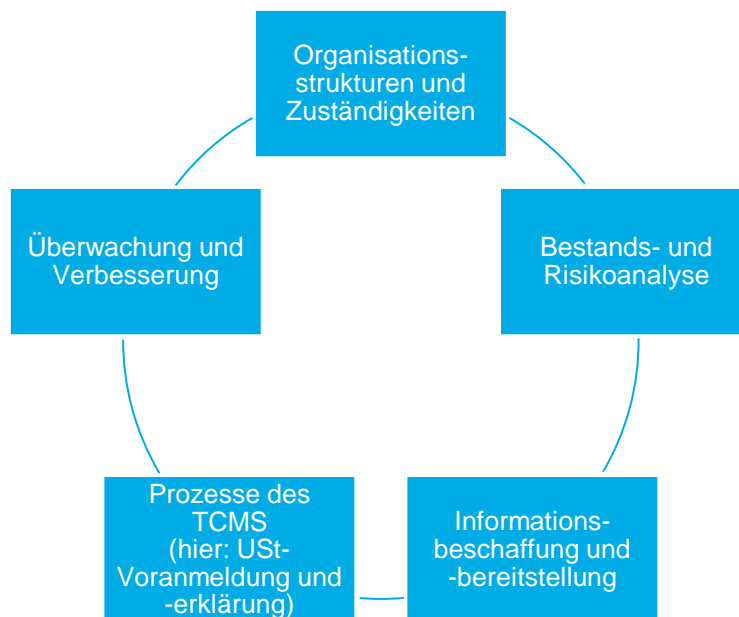 Organisations-
strukturen und
Zuständigkeiten
Bestands- und
Risikoanalyse
Informations-
beschaffung und
-bereitstellung
Prozesse des
TCMS
(hier: USt-
Voranmeldung und
-erklärung)
Überwachung und
Verbesserung